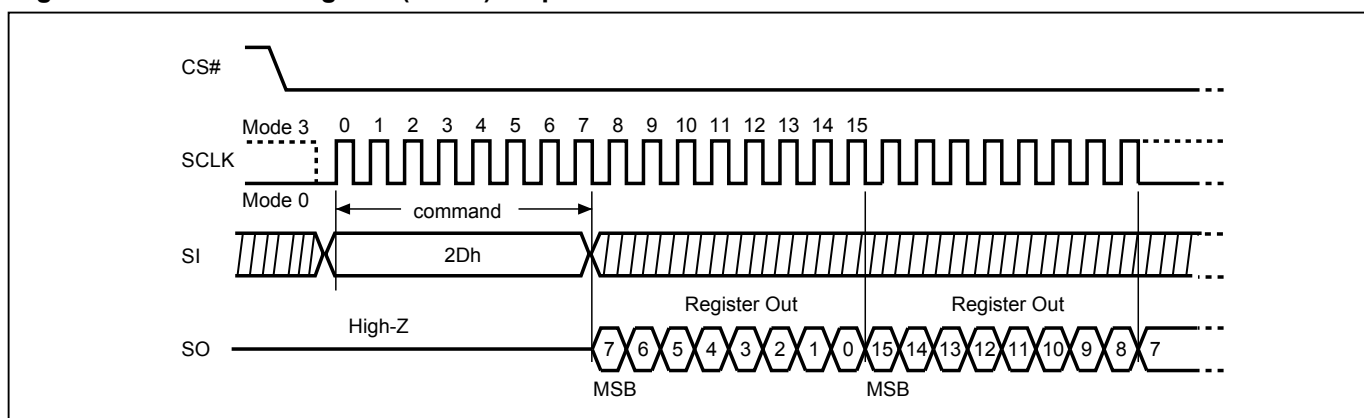 CS#
Mode 3 0 1 2 3 4 5 6 7 8 9 10 11 12 13 14 15
SCLK
Mode 0
command
SI 2Dh
Register Out Register Out
High-Z
SO 7 6 5 4 3 2 1 0 15 14 13 12 11 10 9 8 7
MSB MSB